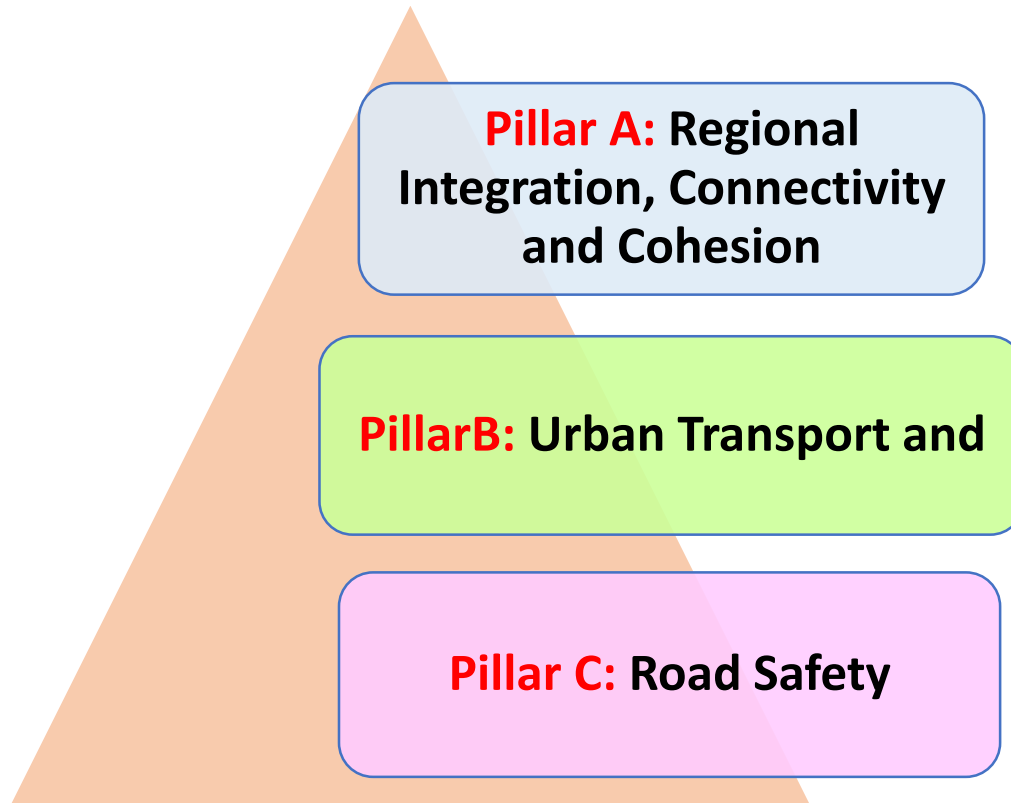 Pillar A: Regional
Integration, Connectivity
and Cohesion
PillarB: Urban Transport and
Pillar C: Road Safety